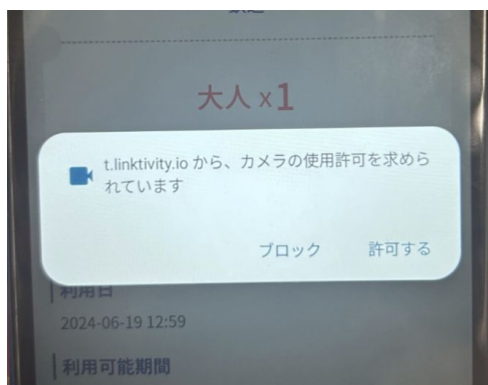 大人 x1
t.linktivity.io から、カメラの使用許可を求めら
れています
ブロック 許可する
利用日
2024-06-19 12:59
利用可能期間